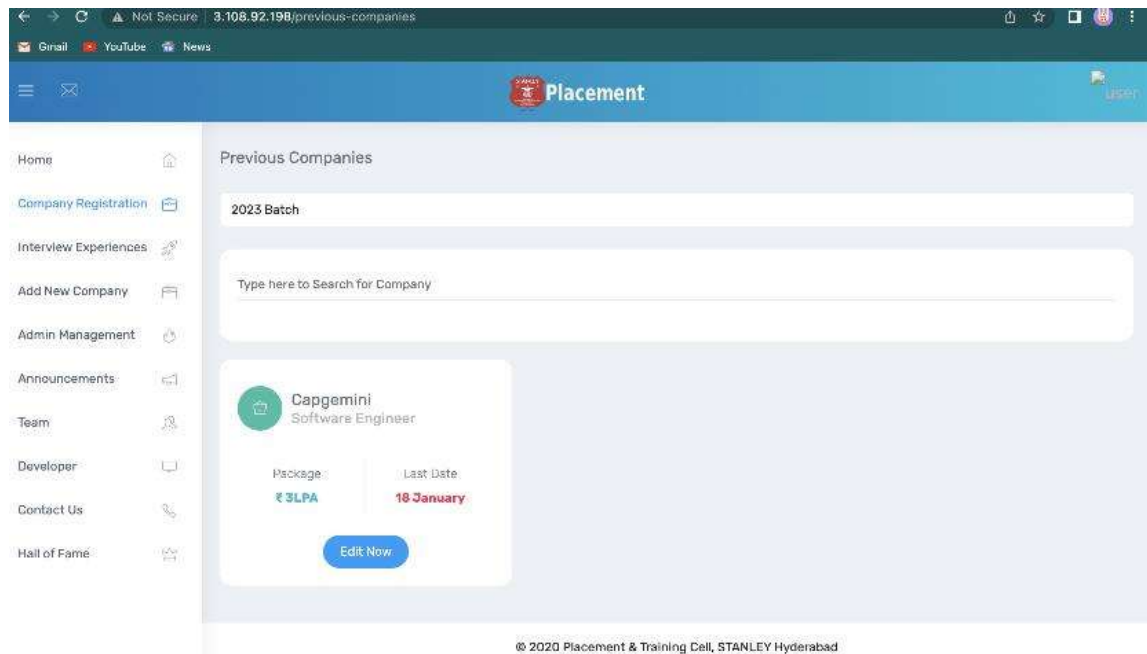 Not Secure 3.108.92.198/previous-companies
Gmail YouTube News
STANLEY
Placement
user
Home
Company Registration
Interview Experiences
Add New Company
Admin Management
Announcements
Team
Developer
Contact Us
Hall of Fame
Previous Companies
2023 Batch
Type here to Search for Company
Capgemini
Software Engineer
Package Last Date
₹ 3LPA 18 January
Edit Now
© 2020 Placement & Training Cell, STANLEY Hyderabad